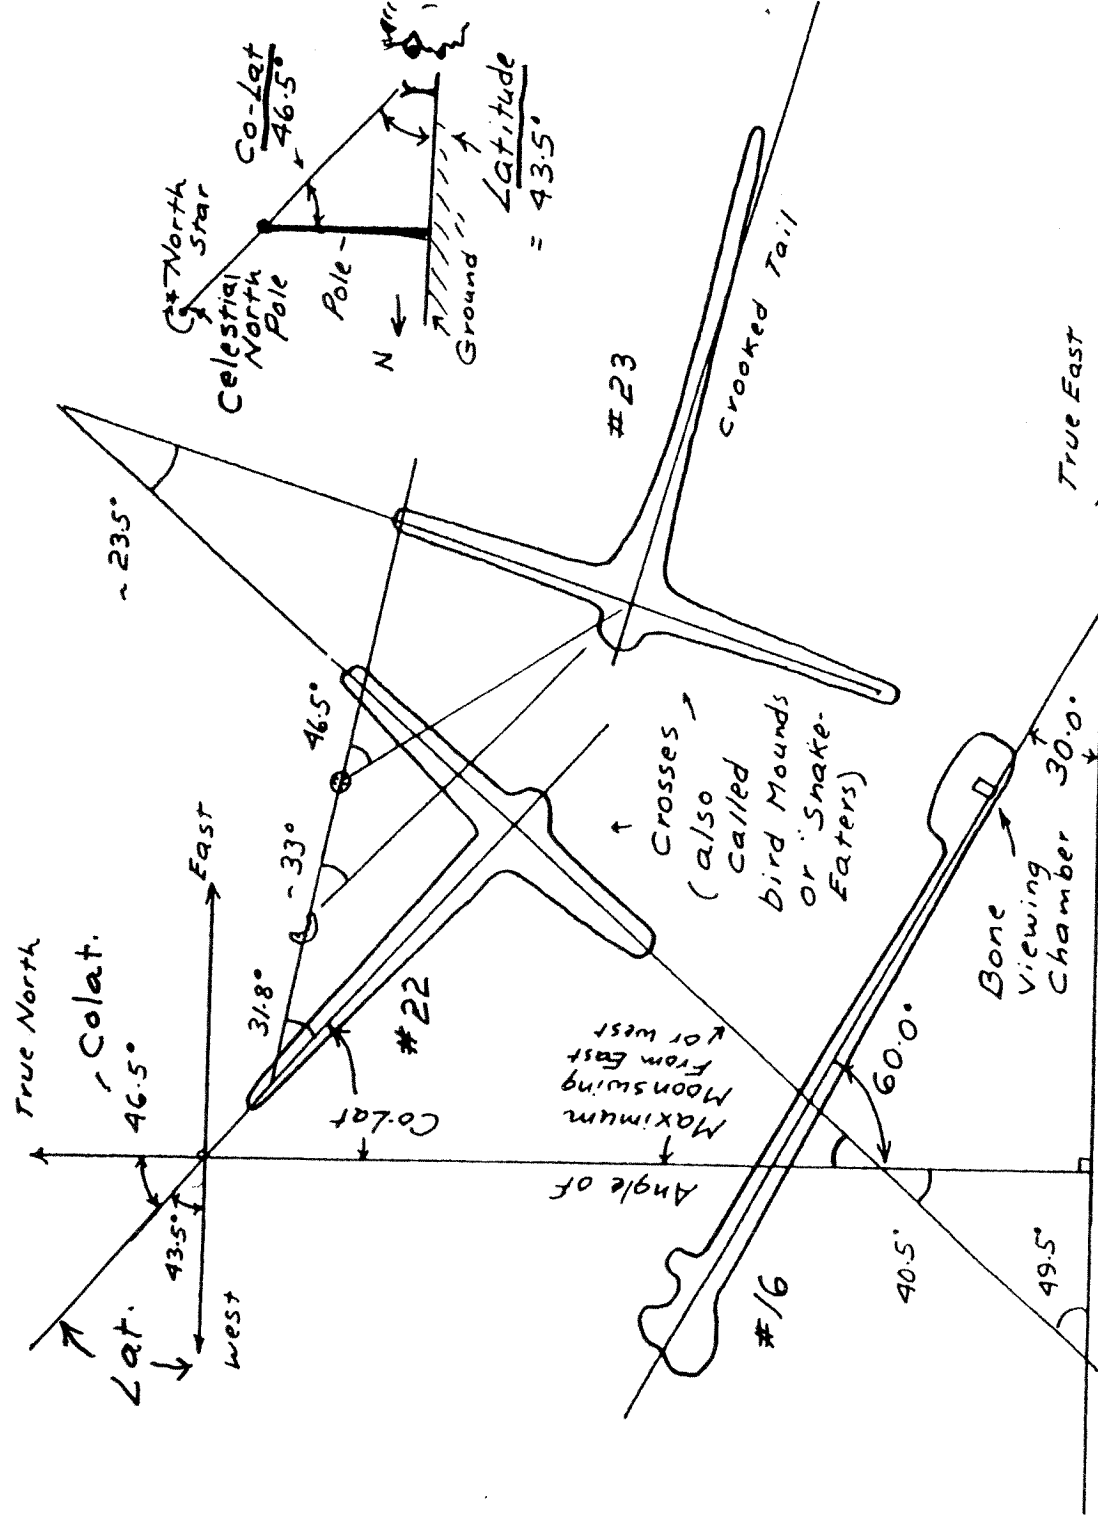 True North
46.5°
Colat.
Lat.
43.5°
West
East
31.8°
~33°
46.5°
~23.5°
Co-Lat
46.5°
North
Star
Celestial
North
Pole
Pole
N
Ground
Latitude
= 43.5°
#22
Co-Lat
#23
Crooked Tail
Crosses
(also
called
bird Mounds
or "Snake-
Eaters)
Angle of
Maximum
Moonswing
From East
or west
60.0°
Bone
Viewing
Chamber
30.0°
True East
#16
40.5°
49.5°